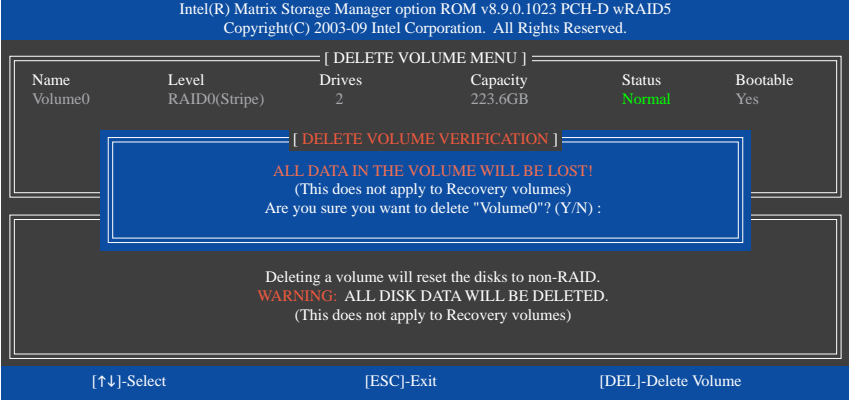 Intel(R) Matrix Storage Manager option ROM v8.9.0.1023 PCH-D wRAID5
Copyright(C) 2003-09 Intel Corporation.  All Rights Reserved.
[ DELETE VOLUME MENU ]
Name Level Drives Capacity Status Bootable
Volume0 RAID0(Stripe) 2 223.6GB Normal Yes
[ DELETE VOLUME VERIFICATION ]
ALL DATA IN THE VOLUME WILL BE LOST!
(This does not apply to Recovery volumes)
Are you sure you want to delete "Volume0"? (Y/N) :
Deleting a volume will reset the disks to non-RAID.
WARNING:  ALL DISK DATA WILL BE DELETED.
(This does not apply to Recovery volumes)
[↑↓]-Select [ESC]-Exit [DEL]-Delete Volume